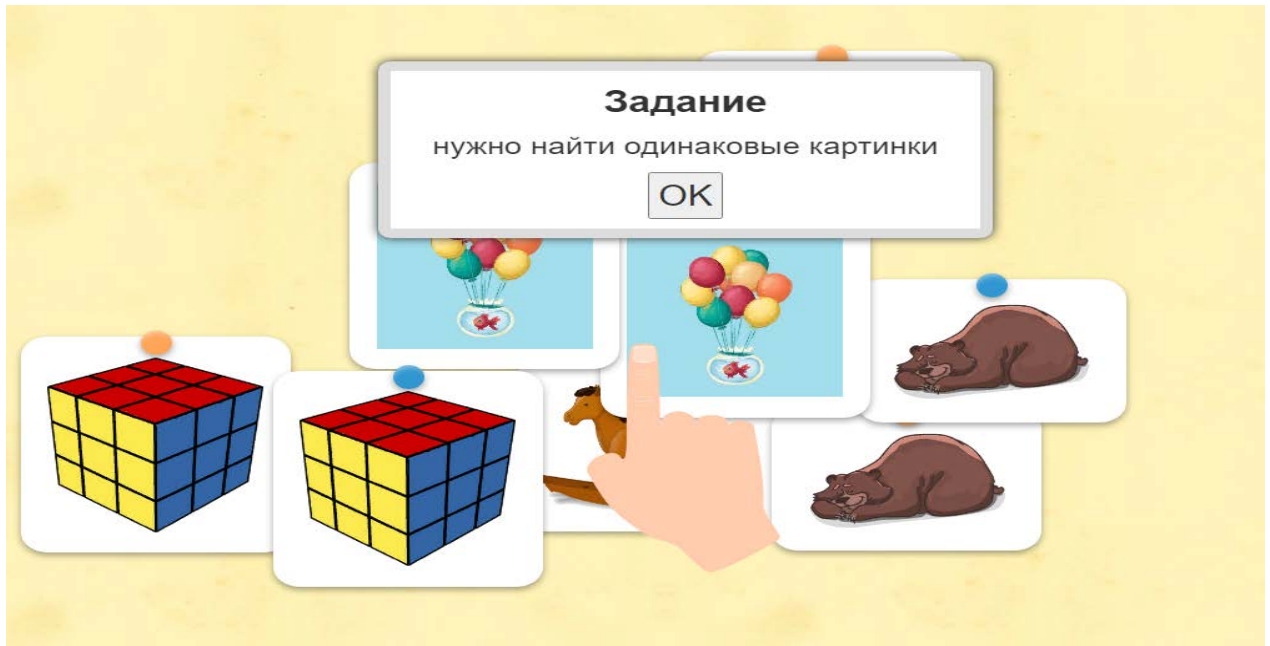 Задание
нужно найти одинаковые картинки
OK